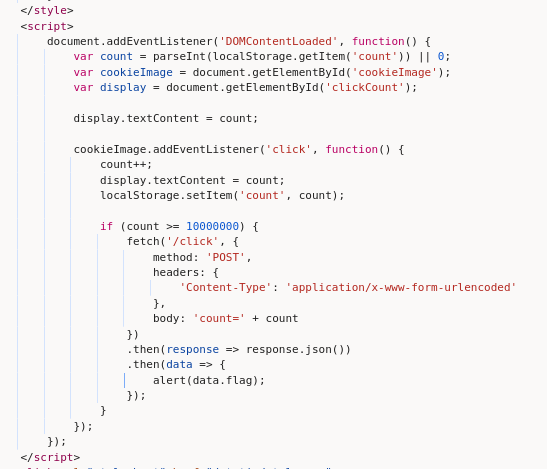 </style>
<script>
    document.addEventListener('DOMContentLoaded', function() {
        var count = parseInt(localStorage.getItem('count')) || 0;
        var cookieImage = document.getElementById('cookieImage');
        var display = document.getElementById('clickCount');

        display.textContent = count;

        cookieImage.addEventListener('click', function() {
            count++;
            display.textContent = count;
            localStorage.setItem('count', count);

            if (count >= 10000000) {
                fetch('/click', {
                    method: 'POST',
                    headers: {
                        'Content-Type': 'application/x-www-form-urlencoded'
                    },
                    body: 'count=' + count
                })
                .then(response => response.json())
                .then(data => {
                    alert(data.flag);
                });
            }
        });
    });
</script>